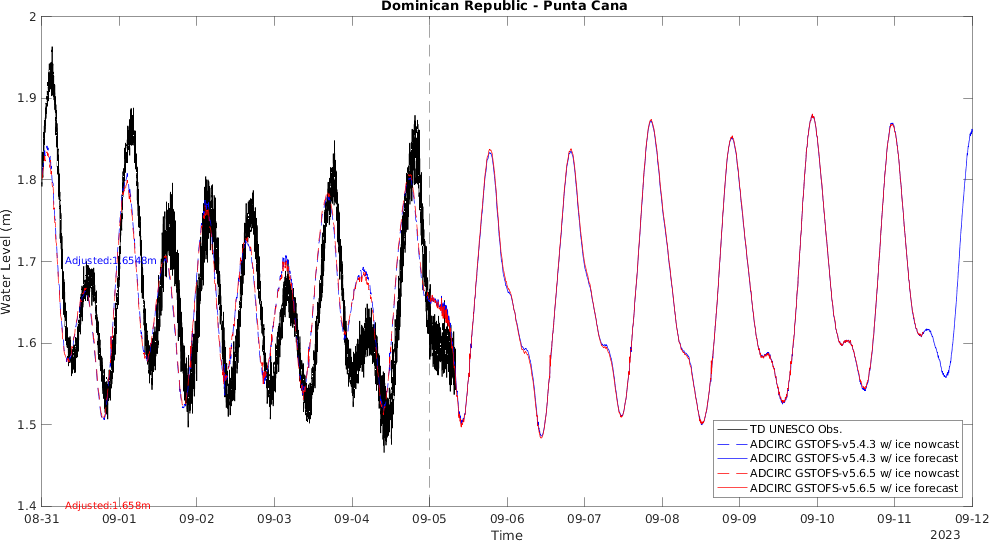 Dominican Republic - Punta Cana
2
1.9
1.8
1.7
1.6
1.5
1.4
Water Level (m)
Adjusted:1.6548m
Adjusted:1.658m
TD UNESCO Obs.
ADCIRC GSTOFS-v5.4.3 w/ ice nowcast
ADCIRC GSTOFS-v5.4.3 w/ ice forecast
ADCIRC GSTOFS-v5.6.5 w/ ice nowcast
ADCIRC GSTOFS-v5.6.5 w/ ice forecast
08-31 09-01 09-02 09-03 09-04 09-05 09-06 09-07 09-08 09-09 09-10 09-11 09-12
Time
2023